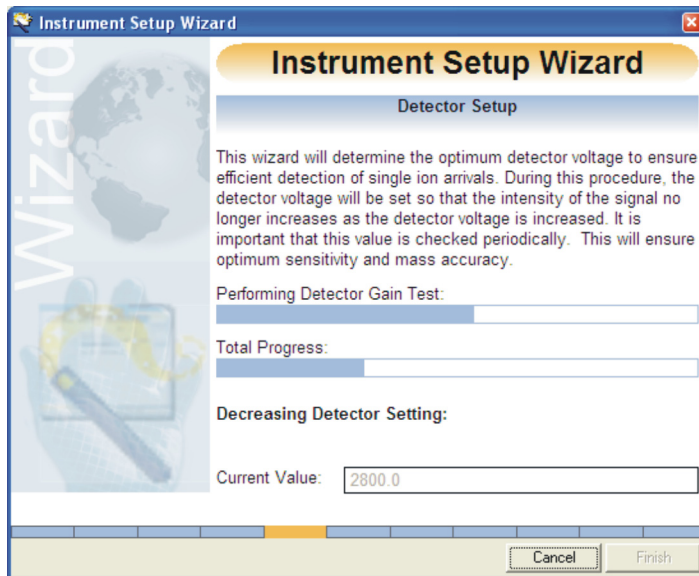 Instrument Setup Wizard
Wizard
Instrument Setup Wizard
Detector Setup
This wizard will determine the optimum detector voltage to ensure
efficient detection of single ion arrivals. During this procedure, the
detector voltage will be set so that the intensity of the signal no
longer increases as the detector voltage is increased. It is
important that this value is checked periodically. This will ensure
optimum sensitivity and mass accuracy.
Performing Detector Gain Test:
Total Progress:
Decreasing Detector Setting:
Current Value: 2800.0
Cancel Finish